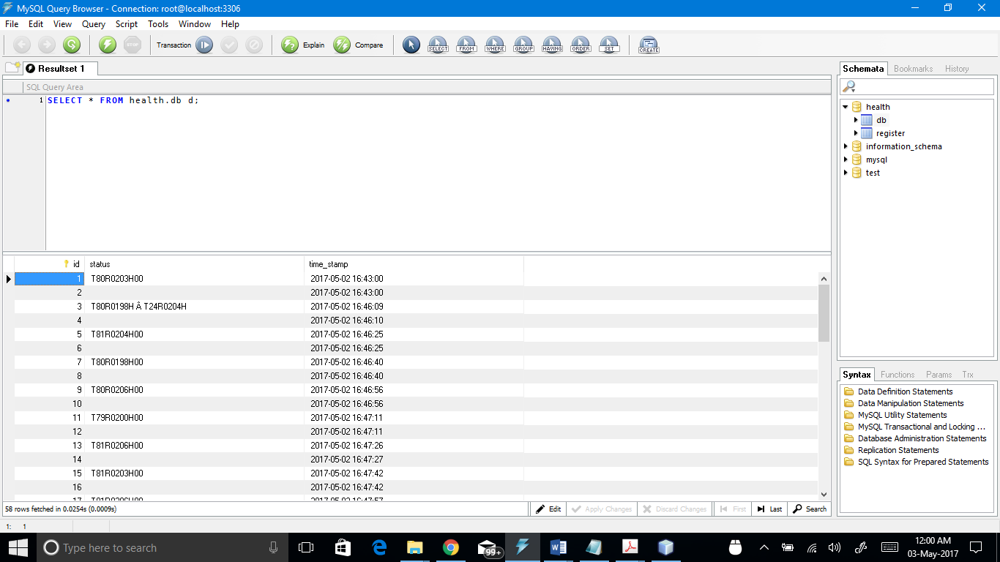 MySQL Query Browser - Connection: root@localhost:3306
File Edit View Query Script Tools Window Help
STOP Transaction Explain Compare SELECT FROM WHERE GROUP HAVING ORDER SET CREATE
Resultset 1
SQL Query Area
1 SELECT * FROM health.db d;
Schemata Bookmarks History
health
db
register
information_schema
mysql
test
id status time_stamp
1 T80R0203H00 2017-05-02 16:43:00
2 2017-05-02 16:43:00
3 T80R0198H Â T24R0204H 2017-05-02 16:46:09
4 2017-05-02 16:46:10
5 T81R0204H00 2017-05-02 16:46:25
6 2017-05-02 16:46:25
7 T80R0198H00 2017-05-02 16:46:40
8 2017-05-02 16:46:40
9 T80R0206H00 2017-05-02 16:46:56
10 2017-05-02 16:46:56
11 T79R0200H00 2017-05-02 16:47:11
12 2017-05-02 16:47:11
13 T81R0206H00 2017-05-02 16:47:26
14 2017-05-02 16:47:27
15 T81R0203H00 2017-05-02 16:47:42
16 2017-05-02 16:47:42
17 T81R0206H00 2017-05-02 16:47:57
Syntax Functions Params Trx
Data Definition Statements
Data Manipulation Statements
MySQL Utility Statements
MySQL Transactional and Locking ...
Database Administration Statements
Replication Statements
SQL Syntax for Prepared Statements
58 rows fetched in 0.0254s (0.0009s)
Edit Apply Changes Discard Changes First Last Search
1: 1
Type here to search
99+
12:00 AM
03-May-2017